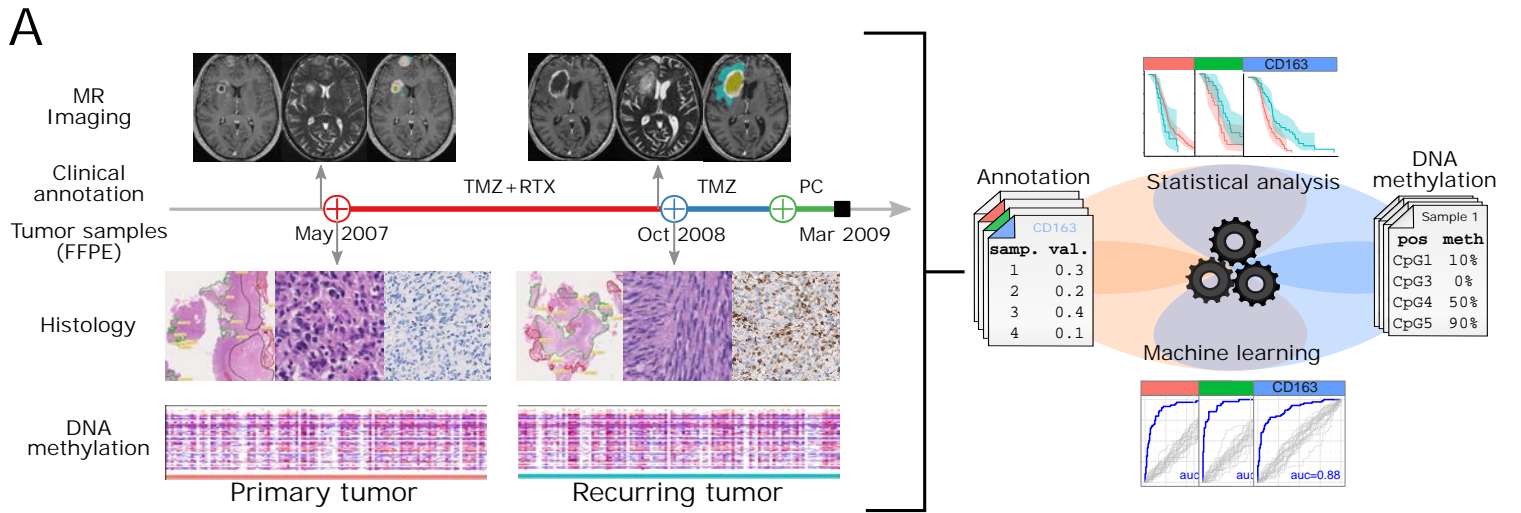 A
MR
Imaging
Clinical
annotation
TMZ+RTX
TMZ
PC
Tumor samples
(FFPE)
May 2007
Oct 2008
Mar 2009
Histology
DNA
methylation
Primary tumor
Recurring tumor
Annotation
CD163
samp. val.
1 0.3
2 0.2
3 0.4
4 0.1
CD163
Statistical analysis
Machine learning
CD163
auc
au
auc=0.88
DNA
methylation
Sample 1
pos meth
CpG1 10%
CpG3 0%
CpG4 50%
CpG5 90%